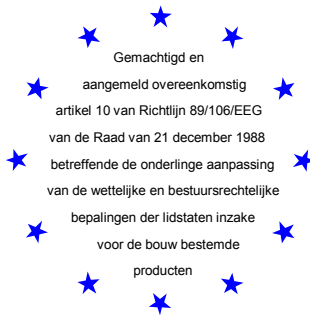 Gemachtigd en
aangemeld overeenkomstig
artikel 10 van Richtlijn 89/106/EEG
van de Raad van 21 december 1988
betreffende de onderlinge aanpassing
van de wettelijke en bestuursrechtelijke
bepalingen der lidstaten inzake
voor de bouw bestemde
producten